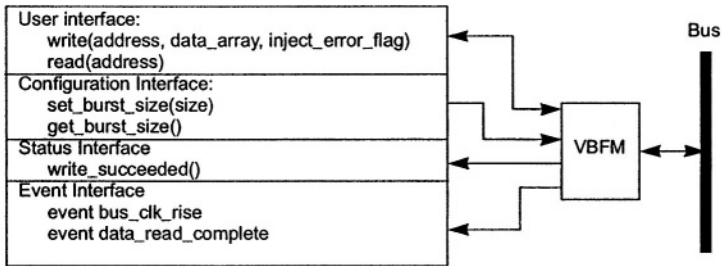 User interface:
write(address, data_array, inject_error_flag)
read(address)
Configuration Interface:
set_burst_size(size)
get_burst_size()
Status Interface
write_succeeded()
Event Interface
event bus_clk_rise
event data_read_complete
VBFM
Bus